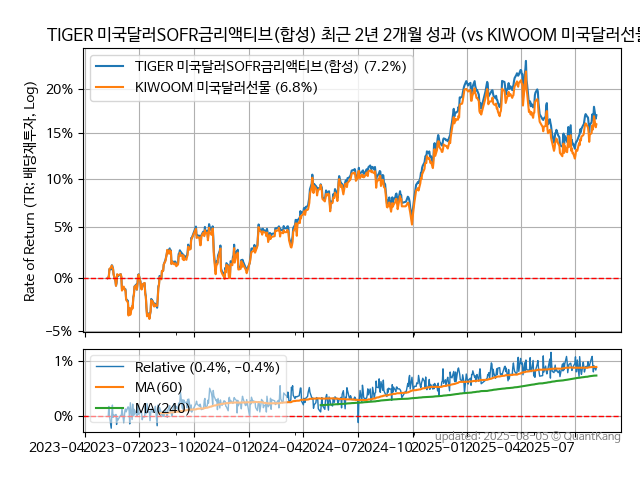 TIGER 미국달러SOFR금리액티브(합성) 최근 2년 2개월 성과 (vs KIWOOM 미국달러선물
TIGER 미국달러SOFR금리액티브(합성) (7.2%)
KIWOOM 미국달러선물 (6.8%)
Rate of Return (TR: 배당재투자, Log)
20%
15%
10%
5%
0%
−5%
Relative (0.4%, −0.4%)
MA(60)
MA(240)
1%
0%
2023-04 2023-07 2023-10 2024-01 2024-04 2024-07 2024-10 2025-01 2025-04 2025-07
updated: 2025-08-05 © QuantKang